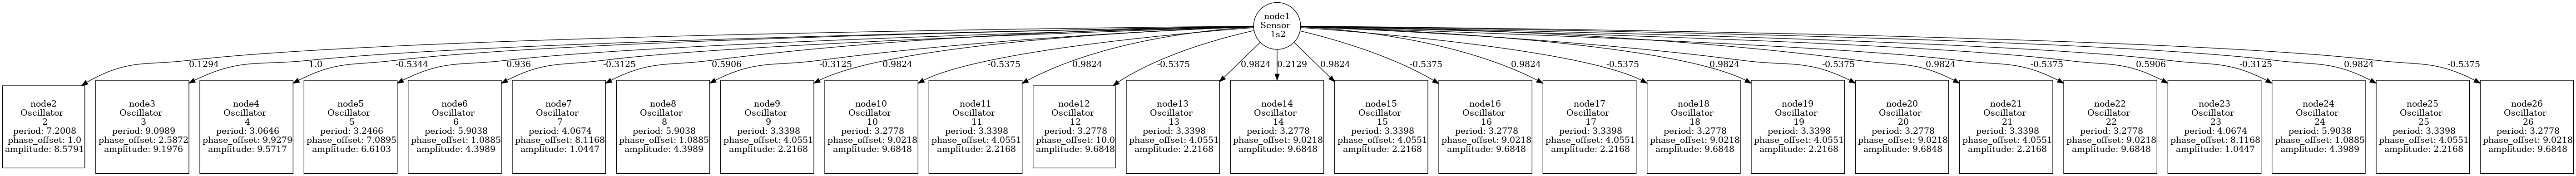 node1
Sensor
1s2
0.1294
1.0
-0.5344
0.936
-0.3125
0.5906
-0.3125
0.9824
-0.5375
0.9824
-0.5375
0.9824
0.2129
0.9824
-0.5375
0.9824
-0.5375
0.9824
-0.5375
0.9824
-0.5375
0.5906
-0.3125
0.9824
-0.5375
node2
Oscillator
2
period: 7.2008
phase_offset: 1.0
amplitude: 8.5791
node3
Oscillator
3
period: 9.0989
phase_offset: 2.5872
amplitude: 9.1976
node4
Oscillator
4
period: 3.0646
phase_offset: 9.9279
amplitude: 9.5717
node5
Oscillator
5
period: 3.2466
phase_offset: 7.0895
amplitude: 6.6103
node6
Oscillator
6
period: 5.9038
phase_offset: 1.0885
amplitude: 4.3989
node7
Oscillator
7
period: 4.0674
phase_offset: 8.1168
amplitude: 1.0447
node8
Oscillator
8
period: 5.9038
phase_offset: 1.0885
amplitude: 4.3989
node9
Oscillator
9
period: 3.3398
phase_offset: 4.0551
amplitude: 2.2168
node10
Oscillator
10
period: 3.2778
phase_offset: 9.0218
amplitude: 9.6848
node11
Oscillator
11
period: 3.3398
phase_offset: 4.0551
amplitude: 2.2168
node12
Oscillator
12
period: 3.2778
phase_offset: 10.0
amplitude: 9.6848
node13
Oscillator
13
period: 3.3398
phase_offset: 4.0551
amplitude: 2.2168
node14
Oscillator
14
period: 3.2778
phase_offset: 9.0218
amplitude: 9.6848
node15
Oscillator
15
period: 3.3398
phase_offset: 4.0551
amplitude: 2.2168
node16
Oscillator
16
period: 3.2778
phase_offset: 9.0218
amplitude: 9.6848
node17
Oscillator
17
period: 3.3398
phase_offset: 4.0551
amplitude: 2.2168
node18
Oscillator
18
period: 3.2778
phase_offset: 9.0218
amplitude: 9.6848
node19
Oscillator
19
period: 3.3398
phase_offset: 4.0551
amplitude: 2.2168
node20
Oscillator
20
period: 3.2778
phase_offset: 9.0218
amplitude: 9.6848
node21
Oscillator
21
period: 3.3398
phase_offset: 4.0551
amplitude: 2.2168
node22
Oscillator
22
period: 3.2778
phase_offset: 9.0218
amplitude: 9.6848
node23
Oscillator
23
period: 4.0674
phase_offset: 8.1168
amplitude: 1.0447
node24
Oscillator
24
period: 5.9038
phase_offset: 1.0885
amplitude: 4.3989
node25
Oscillator
25
period: 3.3398
phase_offset: 4.0551
amplitude: 2.2168
node26
Oscillator
26
period: 3.2778
phase_offset: 9.0218
amplitude: 9.6848